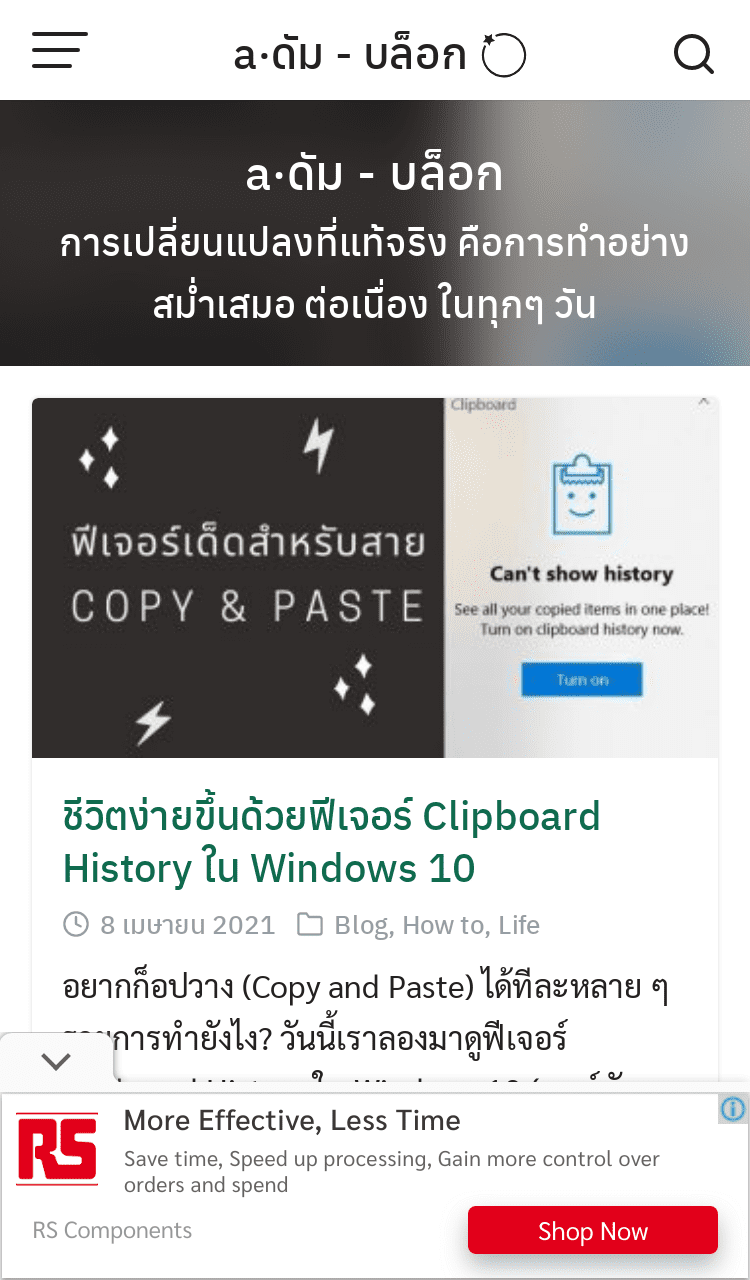 a·ดัม - บล็อก
a·ดัม - บล็อก
การเปลี่ยนแปลงที่แท้จริง คือการทำอย่าง
สม่ำเสมอ ต่อเนื่อง ในทุกๆ วัน
Clipboard
ฟีเจอร์เด็ดสำหรับสาย
COPY & PASTE
Can't show history
See all your copied items in one place!
Turn on clipboard history now.
Turn on
ชีวิตง่ายขึ้นด้วยฟีเจอร์ Clipboard
History ใน Windows 10
8 เมษายน 2021 Blog, How to, Life
อยากก็อปวาง (Copy and Paste) ได้ทีละหลาย ๆ
รายการทำยังไง? วันนี้เราลองมาดูฟีเจอร์
RS
More Effective, Less Time
Save time, Speed up processing, Gain more control over
orders and spend
RS Components
Shop Now